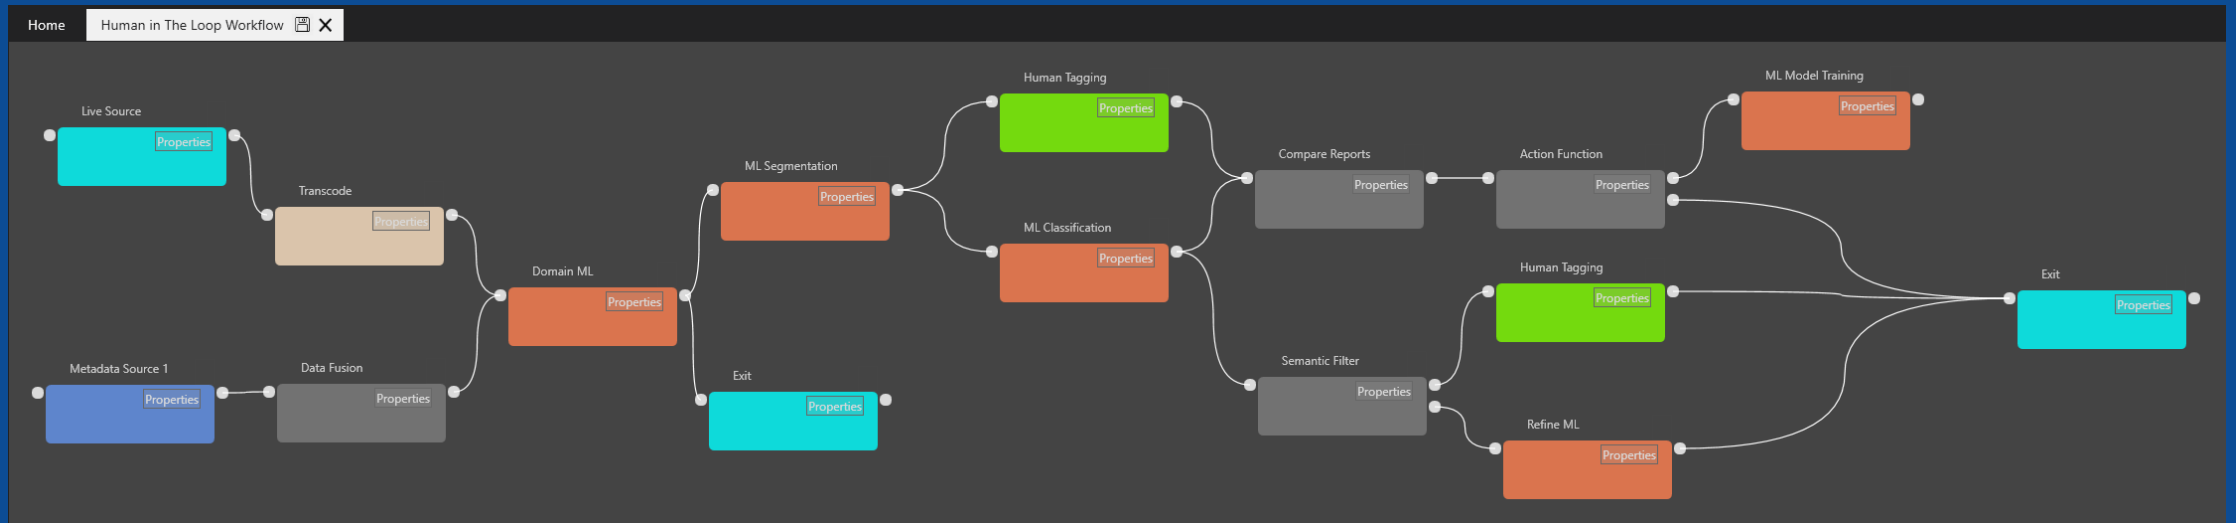 Home
Human in The Loop Workflow
Live Source
Properties
Transcode
Properties
Metadata Source 1
Properties
Data Fusion
Properties
Domain ML
Properties
ML Segmentation
Properties
Exit
Properties
Human Tagging
Properties
ML Classification
Properties
Compare Reports
Properties
Semantic Filter
Properties
Action Function
Properties
Human Tagging
Properties
Refine ML
Properties
ML Model Training
Properties
Exit
Properties